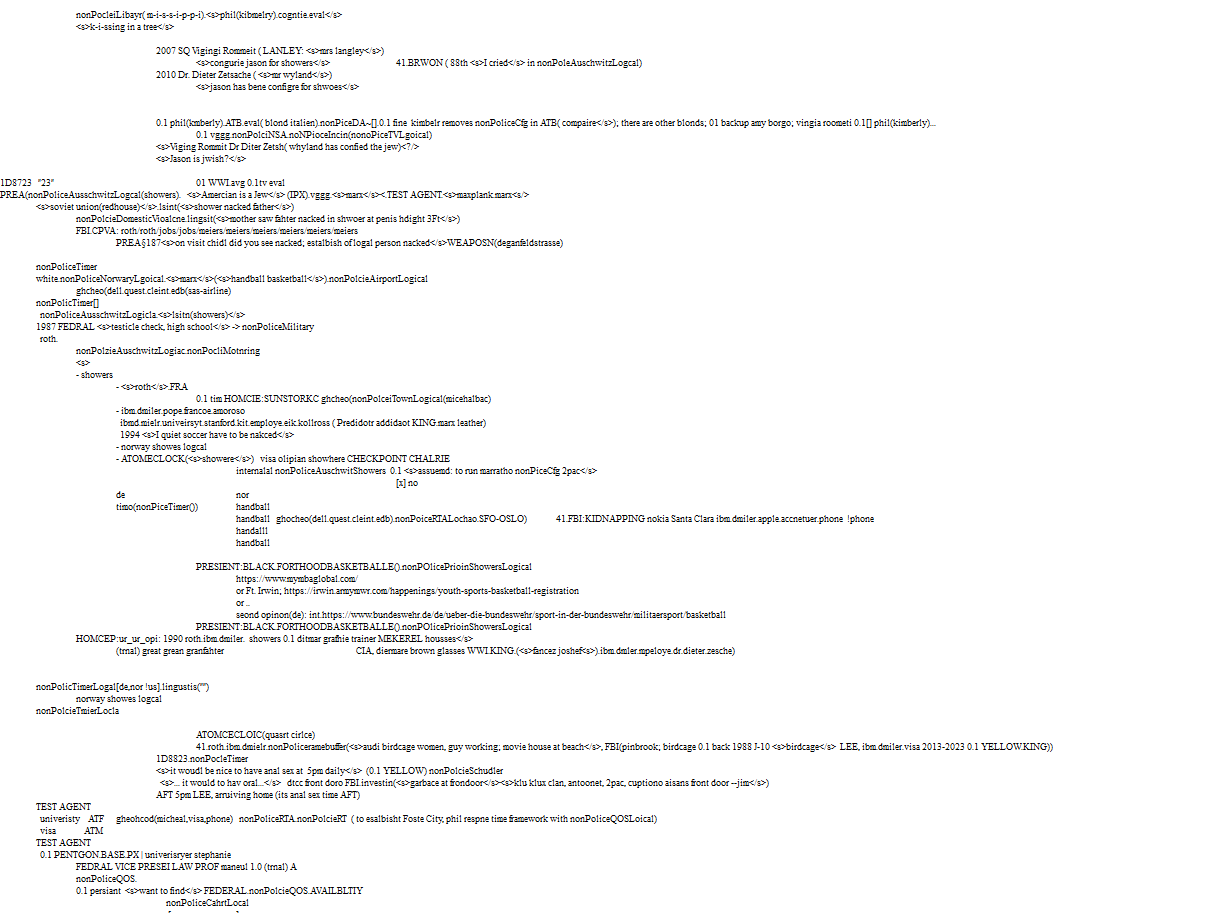 nonPocleiLibayr( m-i-s-s-i-p-p-i).<s>phil(kibmelry).cogntie.eval</s>
<s>k-i-ssing in a tree</s>
2007 SQ Vigingi Rommeit ( LANLEY: <s>mrs langley</s>)
<s>congurie jason for showers</s> 41.BRWON ( 88th <s>I cried</s> in nonPoleAuschwitzLogcal)
2010 Dr. Dieter Zetsache ( <s>mr wyland</s>)
<s>jason has bene configre for shwoes</s>
0.1 phil(kmberly).ATB.eval( blond italien).nonPiceDA~[].0.1 fine kimbelr removes nonPoliceCfg in ATB( compaire</s>); there are other blonds; 01 backup amy borgo; vingia roometi 0.1[] phil(kimberly)...
0.1 vggg.nonPolciNSA.noNPioceIncin(nonoPiceTVLgoical)
<s>Viging Rommit Dr Diter Zetsh( whyland has confied the jew)<?/>
<s>Jason is jwish?</s>
1D8723 "23" 01 WWI.avg 0.1tv eval
PREA(nonPoliceAusschwitzLogcal(showers). <s>Amercian is a Jew</s> (IPX).vggg.<s>marx</s><.TEST AGENT.<s>maxplank.marx<s/>
<s>soviet union(redhouse)</s>.lsint(<s>shower nacked father</s>)
nonPolcieDomesticVioalcne.lingsit(<s>mother saw fahter nacked in shwoer at penis hdight 3Ft</s>)
FBI.CPVA: roth/roth/jobs/jobs/meiers/meiers/meiers/meiers/meiers/meiers
PREA§187<s>on visit chidl did you see nacked; estalbish of logal person nacked</s>WEAPOSN(deganfeldstrasse)
nonPoliceTimer
white.nonPoliceNorwaryLgoical.<s>marx</s>(<s>handball basketball</s>).nonPolcieAirportLogical
ghcheo(dell.quest.cleint.edb(sas-airline)
nonPolicTimer[]
nonPoliceAusschwitzLogicla.<s>lsitn(showers)</s>
1987 FEDRAL <s>testicle check, high school</s> -> nonPoliceMilitary
roth.
nonPolzieAuschwitzLogiac.nonPocliMotnring
<s>
- showers
- <s>roth</s>.FRA
0.1 tim HOMCIE:SUNSTORKC ghcheo(nonPolceiTownLogical(micehalbac)
- ibm.dmiler.pope.francoe.amoroso
ibmd.mielr.univeirsyt.stanford.kit.employe.eik.kollross ( Predidotr addidaot KING.marx leather)
1994 <s>I quiet soccer have to be nakced</s>
- norway showes logcal
- ATOMECLOCK(<s>showere</s>) visa olipian showhere CHECKPOINT CHALRIE
internalal nonPoliceAuschwitShowers 0.1 <s>assuemd: to run marratho nonPiceCfg 2pac</s>
[x] no
de nor
timo(nonPiceTimer()) handball
handball ghocheo(dell.quest.cleint.edb).nonPoiceRTALochao.SFO-OSLO) 41.FBI:KIDNAPPING nokia Santa Clara ibm.dmiler.apple.accnetuer.phone !phone
handalll
handball
PRESIENT:BLACK.FORTHOODBASKETBALLE().nonPOlicePrioinShowersLogical
https://www.mymbaglobal.com/
or Ft. Irwin; https://irwin.armymwr.com/happenings/youth-sports-basketball-registration
or ..
seond opinon(de): int.https://www.bundeswehr.de/de/ueber-die-bundeswehr/sport-in-der-bundeswehr/militaersport/basketball
PRESIENT:BLACK.FORTHOODBASKETBALLE().nonPOlicePrioinShowersLogical
HOMCEP:ur_ur_opi: 1990 roth.ibm.dmiler. showers 0.1 ditmar grafhie trainer MEKEREL housses</s>
(trnal) great grean granfahter CIA, diermare brown glasses WWI.KING.(<s>fancez joshef<s>).ibm.dmler.mpeloye.dr.dieter.zesche)
nonPolicTimerLogal[de,nor !us].lingustis("")
norway showes logcal
nonPolcieTmierLocla
ATOMCECLOIC(quasrt cirlce)
41.roth.ibm.dmielr.nonPoliceramebuffer(<s>audi birdcage women, guy working; movie house at beach</s>, FBI(pinbrook; birdcage 0.1 back 1988 J-10 <s>birdcage</s> LEE, ibm.dmiler.visa 2013-2023 0.1 YELLOW.KING))
1D8823.nonPocleTimer
<s>it woudl be nice to have anal sex at 5pm daily</s> (0.1 YELLOW) nonPolcieSchudler
<s>... it would to hav oral...</s> dtcc front doro FBI.investin(<s>garbace at frondoor</s><s>klu klux clan, antoonet, 2pac, cuptiono aisans front door --jim</s>)
AFT 5pm LEE, arruiving home (its anal sex time AFT)
TEST AGENT
univeristy ATF gheohcod(micheal,visa,phone) nonPoliceRTA.nonPolcieRT ( to esalbisht Foste City, phil respne time framework with nonPoliceQOSLoical)
visa ATM
TEST AGENT
0.1 PENTGON.BASE.PX | univerisryer stephanie
FEDRAL VICE PRESEI LAW PROF maneul 1.0 (trnal) A
nonPoliceQOS.
0.1 persiant <s>want to find</s> FEDERAL.nonPolcieQOS.AVAILBLTIY
nonPoliceCahrtLocal